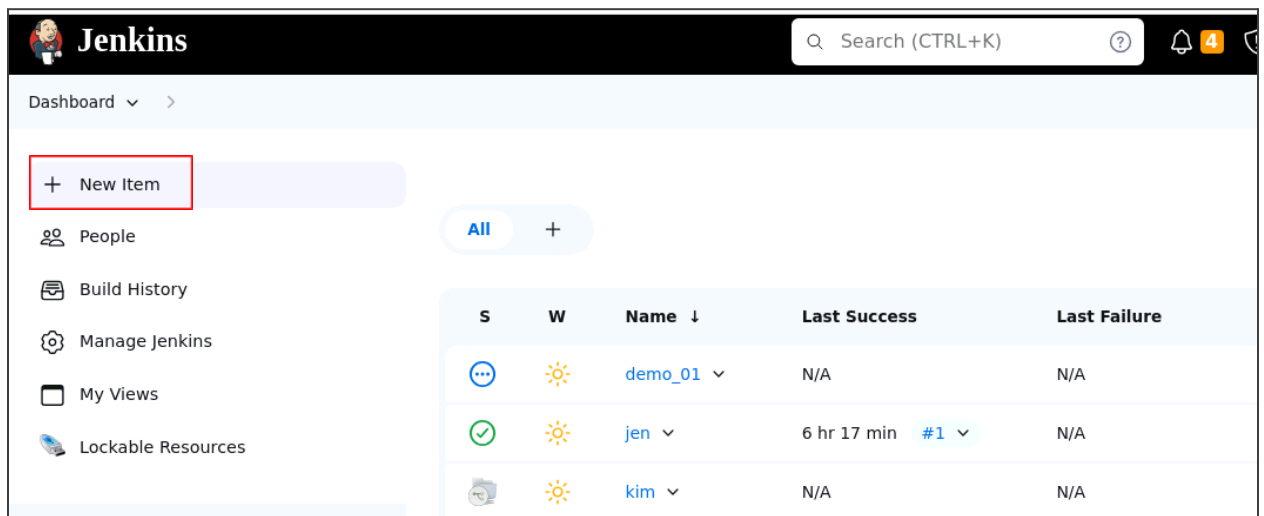 Jenkins
Search (CTRL+K)
4
Dashboard
New Item
People
Build History
Manage Jenkins
My Views
Lockable Resources
All +
S W Name ↓ Last Success Last Failure
demo_01 N/A N/A
jen 6 hr 17 min #1 N/A
kim N/A N/A